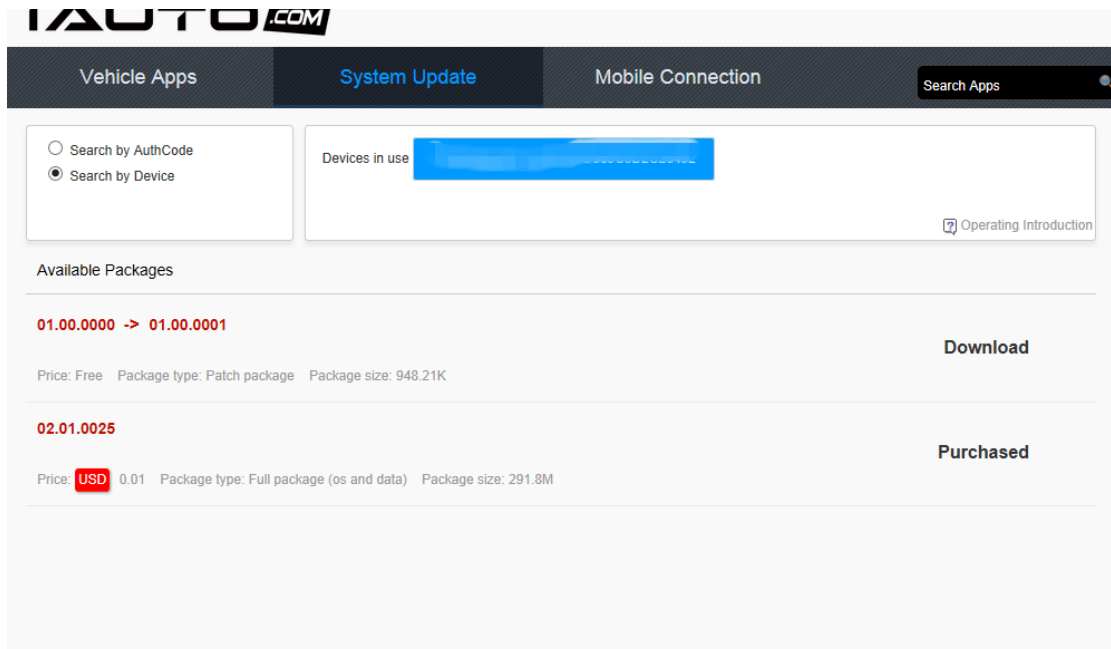 IAUTO.COM
Vehicle Apps
System Update
Mobile Connection
Search Apps
Search by AuthCode
Search by Device
Devices in use
Operating Introduction
Available Packages
01.00.0000 -> 01.00.0001
Download
Price: Free Package type: Patch package Package size: 948.21K
02.01.0025
Purchased
Price: USD 0.01 Package type: Full package (os and data) Package size: 291.8M